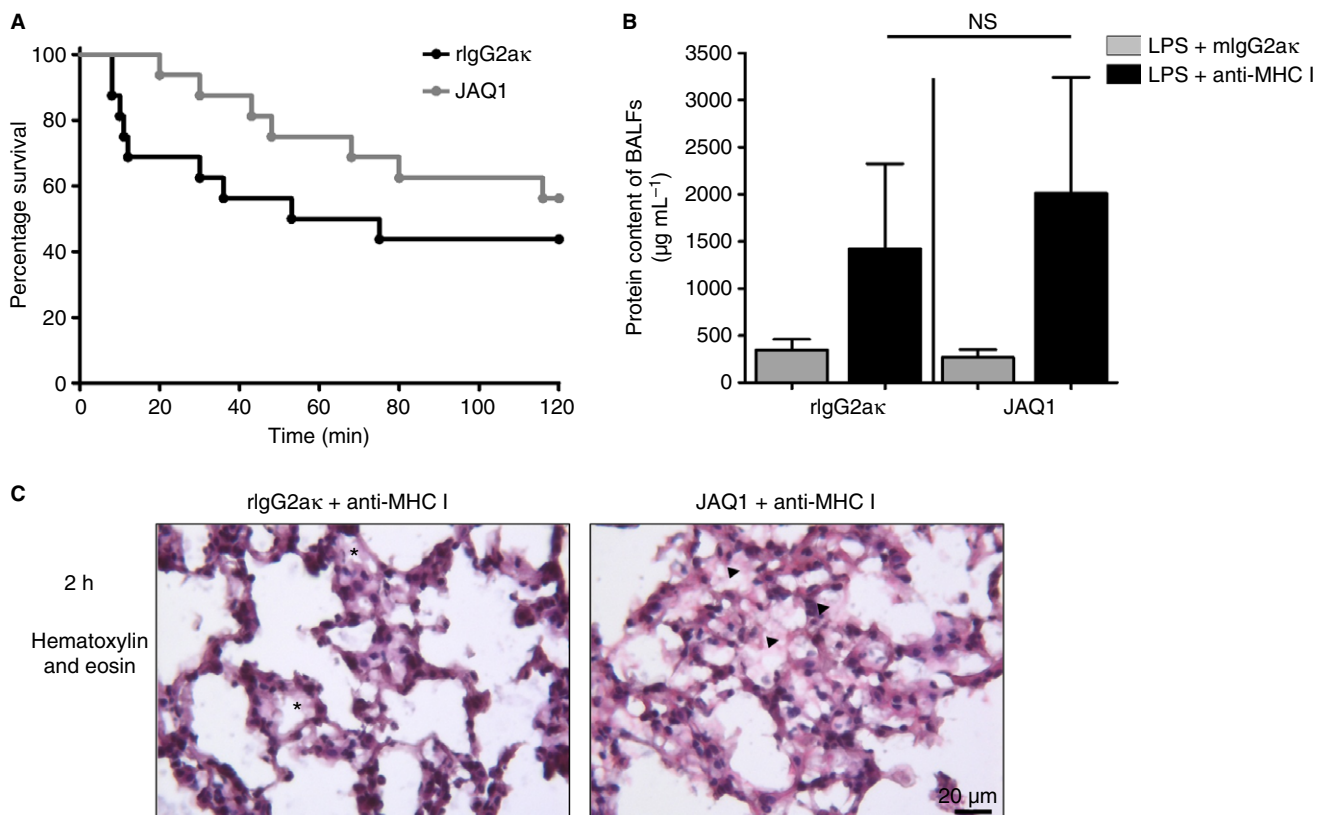 A
100
80
60
40
20
0
Percentage survival
0 20 40 60 80 100 120
Time (min)
rIgG2aκ
JAQ1
B
NS
LPS + mIgG2aκ
LPS + anti-MHC I
3500
3000
2500
2000
1500
1000
500
0
Protein content of BALFs
(µg mL⁻¹)
rIgG2aκ JAQ1
C
rIgG2aκ + anti-MHC I JAQ1 + anti-MHC I
2 h
Hematoxylin
and eosin
*
*
20 µm